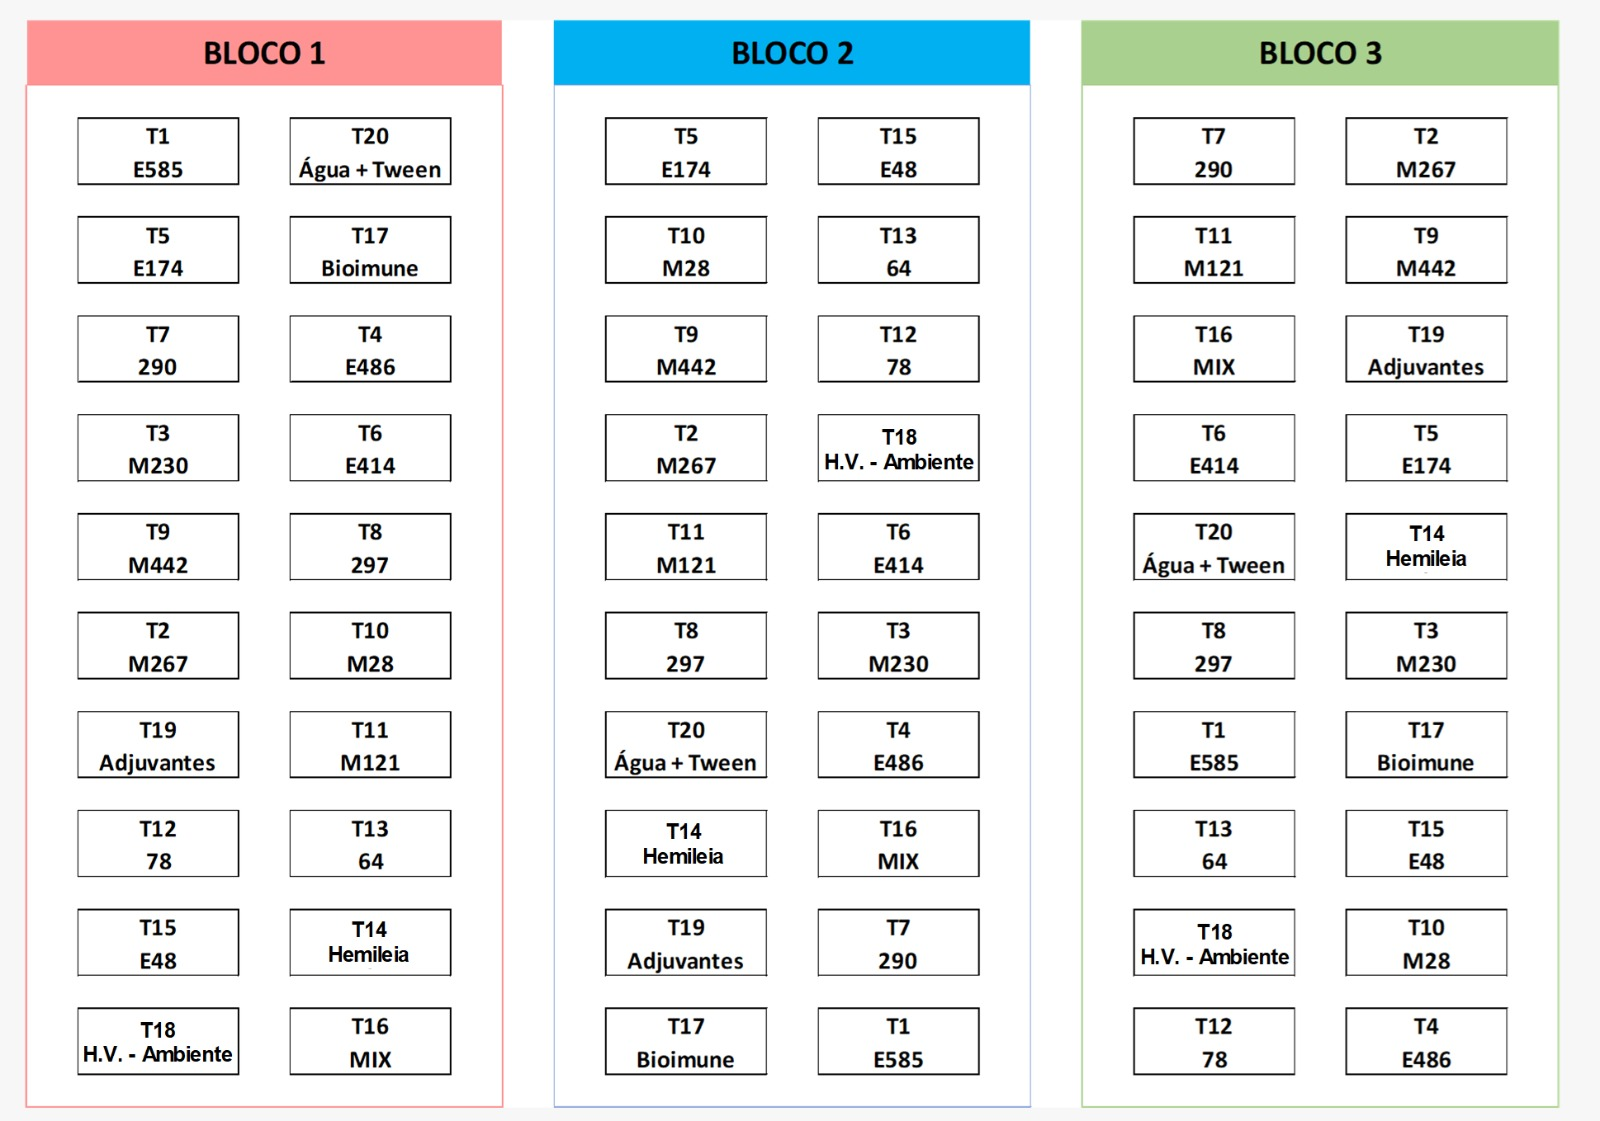 BLOCO 1
T1
E585
T20
Água + Tween
T5
E174
T17
Bioimune
T7
290
T4
E486
T3
M230
T6
E414
T9
M442
T8
297
T2
M267
T10
M28
T19
Adjuvantes
T11
M121
T12
78
T13
64
T15
E48
T14
Hemileia
T18
H.V. - Ambiente
T16
MIX
BLOCO 2
T5
E174
T15
E48
T10
M28
T13
64
T9
M442
T12
78
T2
M267
T18
H.V. - Ambiente
T11
M121
T6
E414
T8
297
T3
M230
T20
Água + Tween
T4
E486
T14
Hemileia
T16
MIX
T19
Adjuvantes
T7
290
T17
Bioimune
T1
E585
BLOCO 3
T7
290
T2
M267
T11
M121
T9
M442
T16
MIX
T19
Adjuvantes
T6
E414
T5
E174
T20
Água + Tween
T14
Hemileia
T8
297
T3
M230
T1
E585
T17
Bioimune
T13
64
T15
E48
T18
H.V. - Ambiente
T10
M28
T12
78
T4
E486